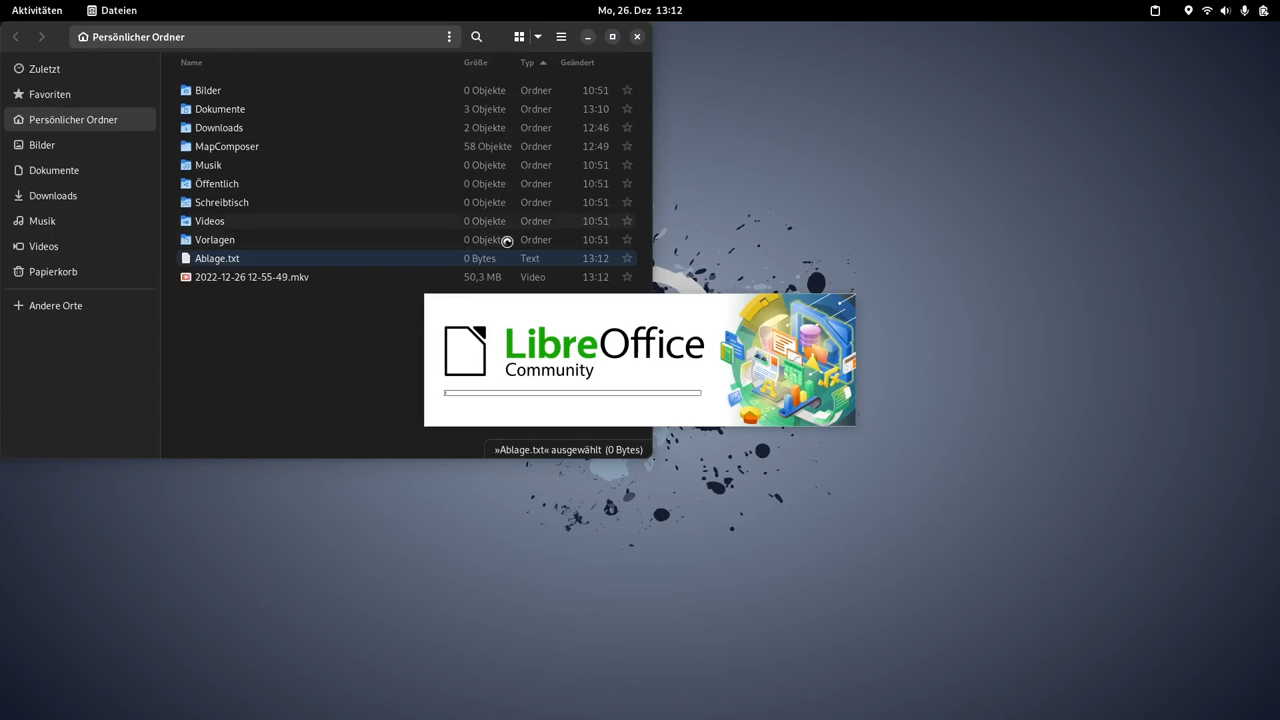 Aktivitäten Dateien Mo, 26. Dez 13:12
Persönlicher Ordner
Zuletzt
Favoriten
Persönlicher Ordner
Bilder
Dokumente
Downloads
Musik
Videos
Papierkorb
Andere Orte
Name Größe Typ Geändert
Bilder 0 Objekte Ordner 10:51
Dokumente 3 Objekte Ordner 13:10
Downloads 2 Objekte Ordner 12:46
MapComposer 58 Objekte Ordner 12:49
Musik 0 Objekte Ordner 10:51
Öffentlich 0 Objekte Ordner 10:51
Schreibtisch 0 Objekte Ordner 10:51
Videos 0 Objekte Ordner 10:51
Vorlagen 0 Objekte Ordner 10:51
Ablage.txt 0 Bytes Text 13:12
2022-12-26 12-55-49.mkv 50,3 MB Video 13:12
LibreOffice
Community
»Ablage.txt« ausgewählt (0 Bytes)